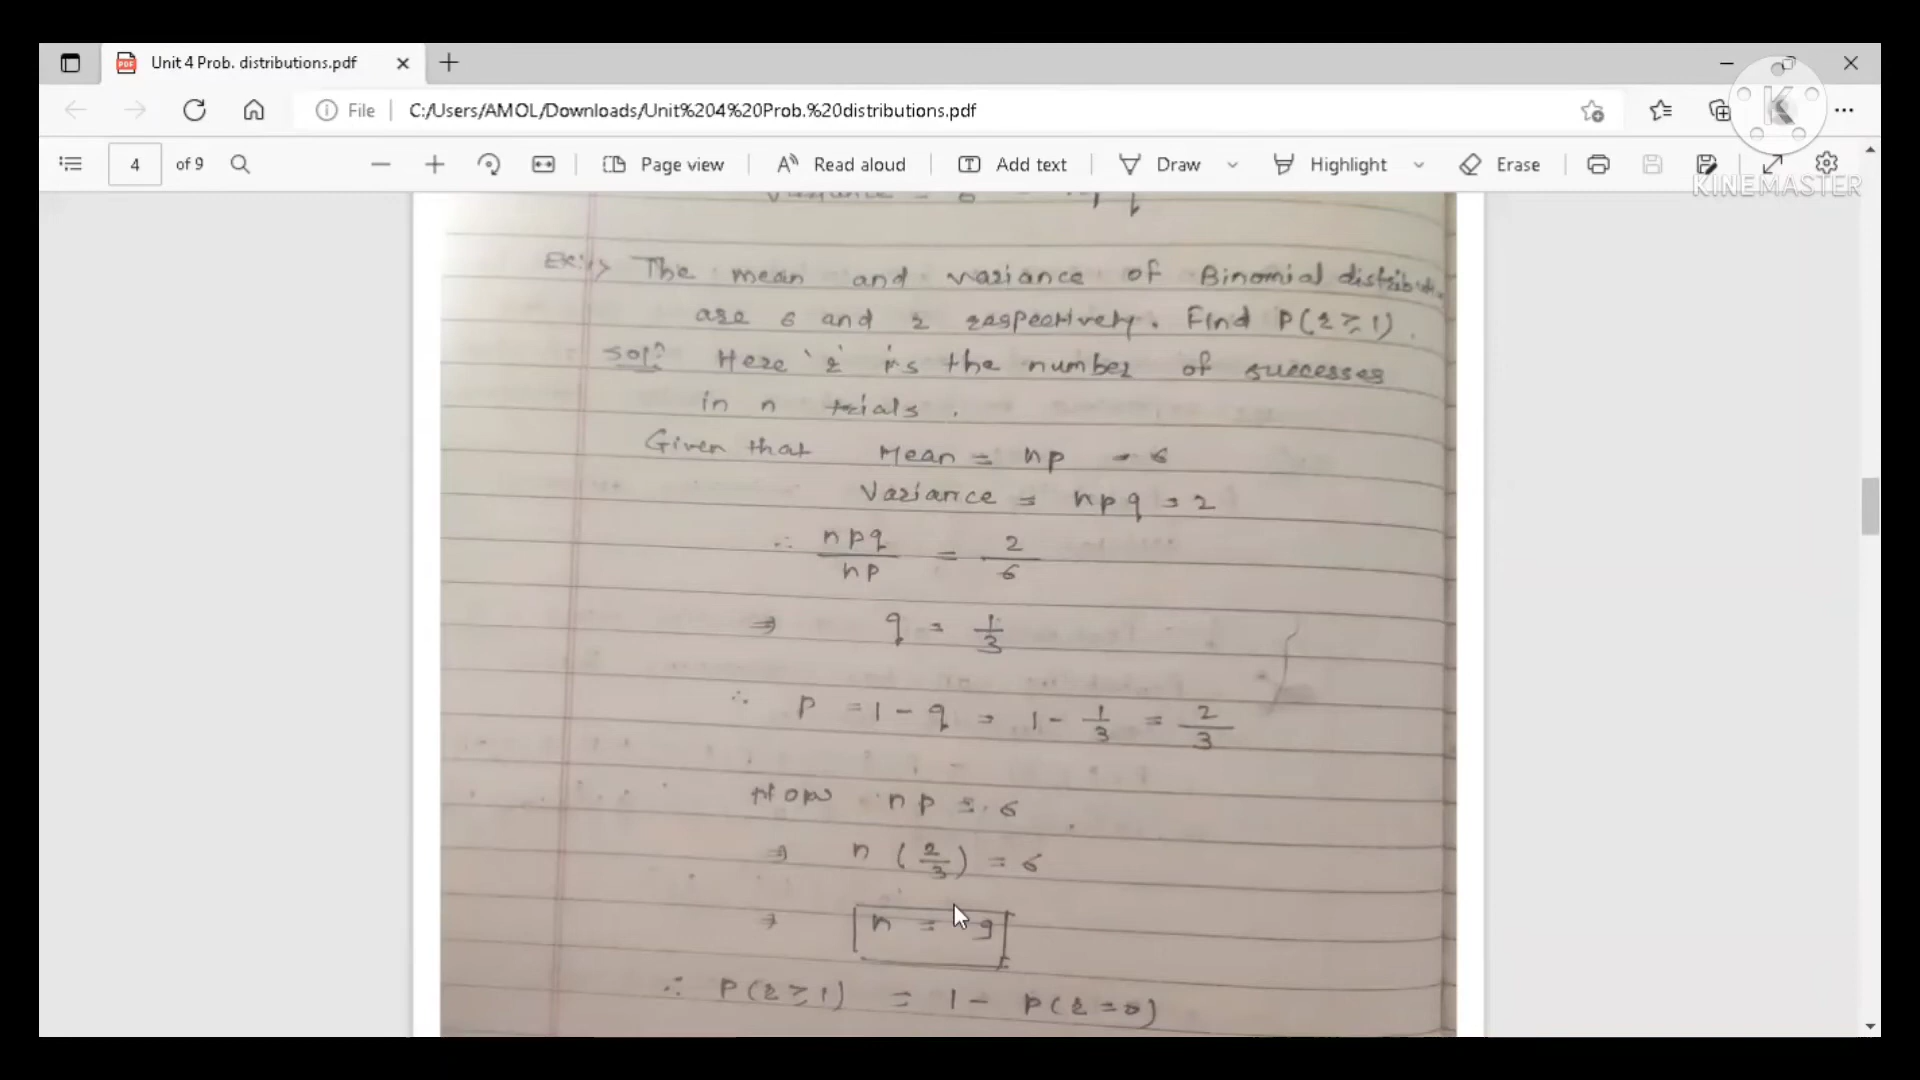 Unit 4 Prob. distributions.pdf
File C:/Users/AMOL/Downloads/Unit%204%20Prob.%20distributions.pdf
4 of 9 Page view Read aloud Add text Draw Highlight Erase
K
KINEMASTER
Ex:1> The mean and variance of Binomial distributi.
are 6 and 2 respectively. Find P(r ≥ 1).
Solⁿ: Here 'r' is the number of successes
in n trials.
Given that Mean = np = 6
Variance = npq = 2
∴ npq/np = 2/6
⇒ q = 1/3
∴ P = 1 - q = 1 - 1/3 = 2/3
Now np = 6
⇒ n (2/3) = 6
⇒ n = 9
∴ P(r ≥ 1) = 1 - P(r = 0)